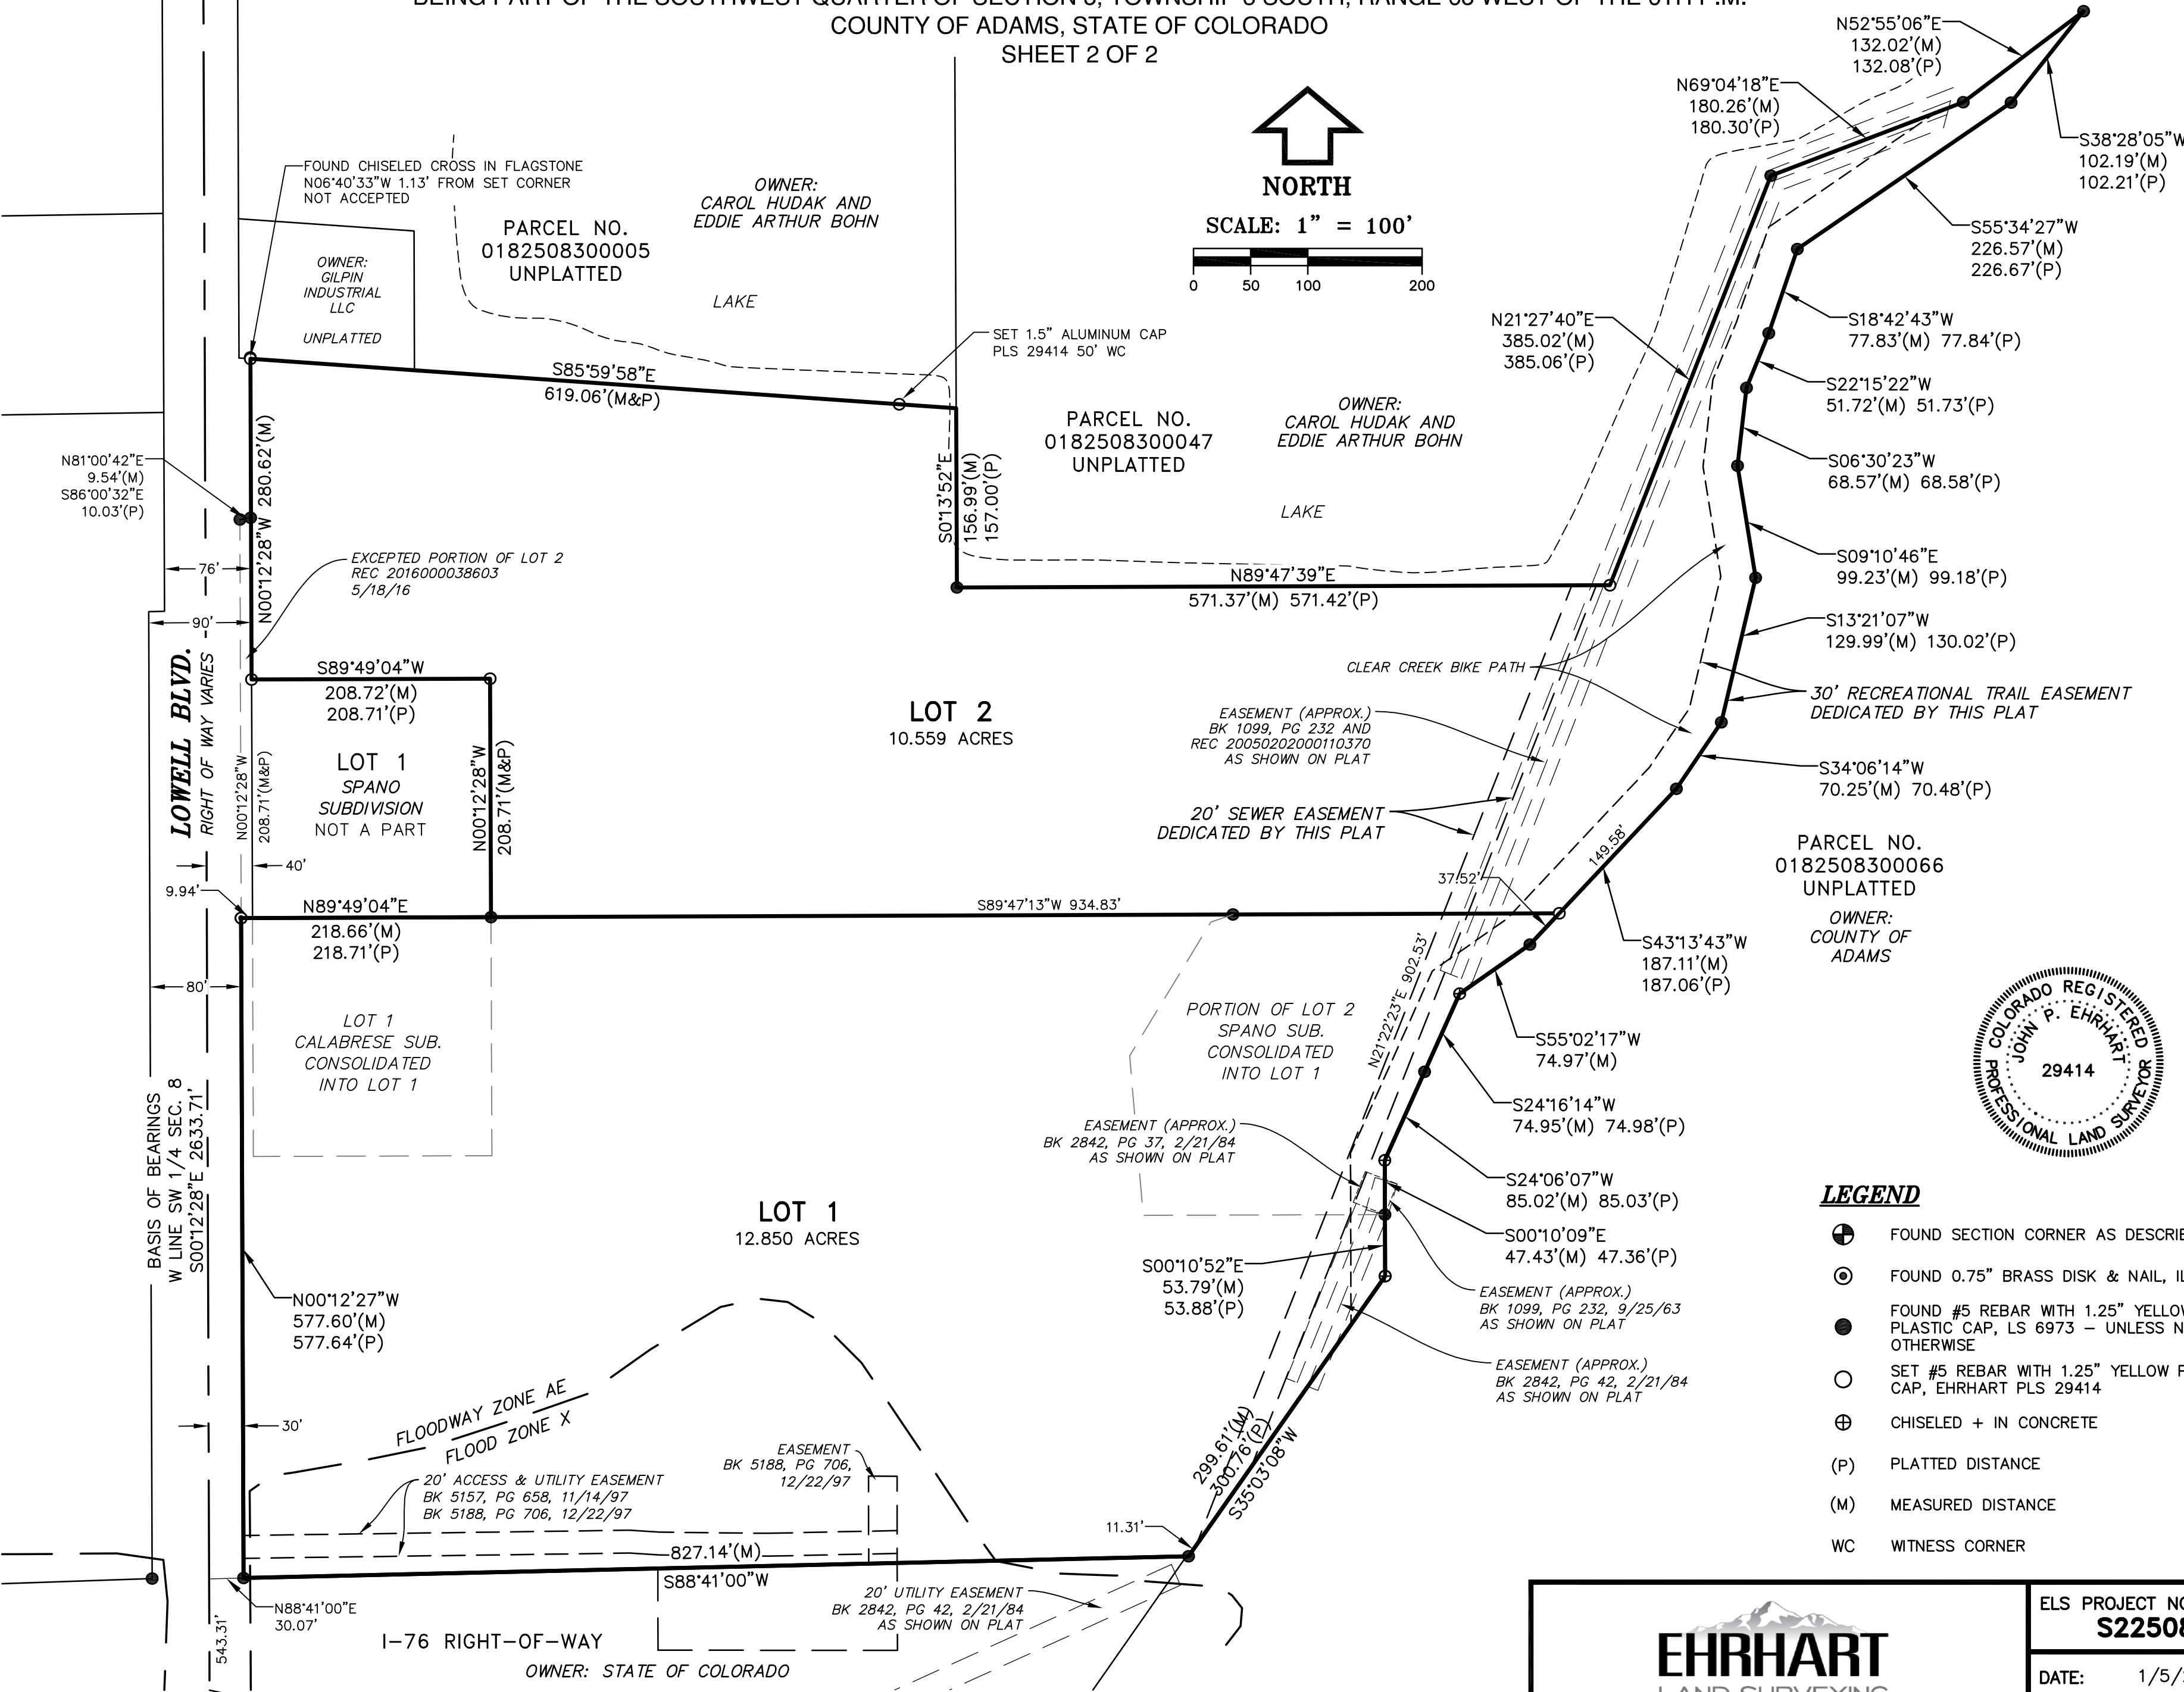 COUNTY OF ADAMS, STATE OF COLORADO
SHEET 2 OF 2
N52°55'06"E
132.02'(M)
132.08'(P)
N69°04'18"E
180.26'(M)
180.30'(P)
S38°28'05"W
102.19'(M)
102.21'(P)
NORTH
SCALE: 1" = 100'
0 50 100 200
FOUND CHISELED CROSS IN FLAGSTONE
N06°40'33"W 1.13' FROM SET CORNER
NOT ACCEPTED
OWNER:
CAROL HUDAK AND
EDDIE ARTHUR BOHN
PARCEL NO.
0182508300005
UNPLATTED
OWNER:
GILPIN
INDUSTRIAL
LLC
UNPLATTED
LAKE
SET 1.5" ALUMINUM CAP
PLS 29414 50' WC
S85°59'58"E
619.06'(M&P)
S55°34'27"W
226.57'(M)
226.67'(P)
N21°27'40"E
385.02'(M)
385.06'(P)
S18°42'43"W
77.83'(M) 77.84'(P)
S22°15'22"W
51.72'(M) 51.73'(P)
PARCEL NO.
0182508300047
UNPLATTED
OWNER:
CAROL HUDAK AND
EDDIE ARTHUR BOHN
LAKE
S0°13'52"E
156.99'(M)
157.00'(P)
N81°00'42"E
9.54'(M)
S86°00'32"E
10.03'(P)
N00°12'28"W 280.62'(M)
S06°30'23"W
68.57'(M) 68.58'(P)
76'
EXCEPTED PORTION OF LOT 2
REC 2016000038603
5/18/16
90'
N89°47'39"E
571.37'(M) 571.42'(P)
S09°10'46"E
99.23'(M) 99.18'(P)
S13°21'07"W
129.99'(M) 130.02'(P)
CLEAR CREEK BIKE PATH
30' RECREATIONAL TRAIL EASEMENT
DEDICATED BY THIS PLAT
LOWELL BLVD.
RIGHT OF WAY VARIES
S89°49'04"W
208.72'(M)
208.71'(P)
LOT 1
SPANO
SUBDIVISION
NOT A PART
N00°12'28"W
208.71'(M&P)
N00°12'28"W
208.71'(M&P)
LOT 2
10.559 ACRES
EASEMENT (APPROX.)
BK 1099, PG 232 AND
REC 20050202000110370
AS SHOWN ON PLAT
20' SEWER EASEMENT
DEDICATED BY THIS PLAT
S34°06'14"W
70.25'(M) 70.48'(P)
40'
9.94'
N89°49'04"E
218.66'(M)
218.71'(P)
S89°47'13"W 934.83'
37.52'
149.58'
PARCEL NO.
0182508300066
UNPLATTED
OWNER:
COUNTY OF
ADAMS
S43°13'43"W
187.11'(M)
187.06'(P)
80'
LOT 1
CALABRESE SUB.
CONSOLIDATED
INTO LOT 1
PORTION OF LOT 2
SPANO SUB.
CONSOLIDATED
INTO LOT 1
N21°22'23"E 902.53'
S55°02'17"W
74.97'(M)
S24°16'14"W
74.95'(M) 74.98'(P)
COLORADO REGISTERED
JOHN P. EHRHART
29414
PROFESSIONAL LAND SURVEYOR
BASIS OF BEARINGS
W LINE SW 1/4 SEC. 8
S00°12'28"E 2633.71'
EASEMENT (APPROX.)
BK 2842, PG 37, 2/21/84
AS SHOWN ON PLAT
S24°06'07"W
85.02'(M) 85.03'(P)
S00°10'09"E
47.43'(M) 47.36'(P)
LOT 1
12.850 ACRES
S00°10'52"E
53.79'(M)
53.88'(P)
EASEMENT (APPROX.)
BK 1099, PG 232, 9/25/63
AS SHOWN ON PLAT
EASEMENT (APPROX.)
BK 2842, PG 42, 2/21/84
AS SHOWN ON PLAT
N00°12'27"W
577.60'(M)
577.64'(P)
LEGEND
FOUND SECTION CORNER AS
FOUND 0.75" BRASS DISK & NAIL,
FOUND #5 REBAR WITH 1.25"
PLASTIC CAP, LS 6973 – UNLESS
OTHERWISE
SET #5 REBAR WITH 1.25" YELLOW
CAP, EHRHART PLS 29414
CHISELED + IN CONCRETE
(P) PLATTED DISTANCE
(M) MEASURED DISTANCE
WC WITNESS CORNER
30'
FLOODWAY ZONE AE
FLOOD ZONE X
20' ACCESS & UTILITY EASEMENT
BK 5157, PG 658, 11/14/97
BK 5188, PG 706, 12/22/97
EASEMENT
BK 5188, PG 706,
12/22/97
299.61'(M)
300.76'(P)
S35°03'08"W
11.31'
827.14'(M)
S88°41'00"W
20' UTILITY EASEMENT
BK 2842, PG 42, 2/21/84
AS SHOWN ON PLAT
N88°41'00"E
30.07'
543.31'
I–76 RIGHT–OF–WAY
OWNER: STATE OF COLORADO
EHRHART
LAND SURVEYING
ELS PROJECT
DATE: